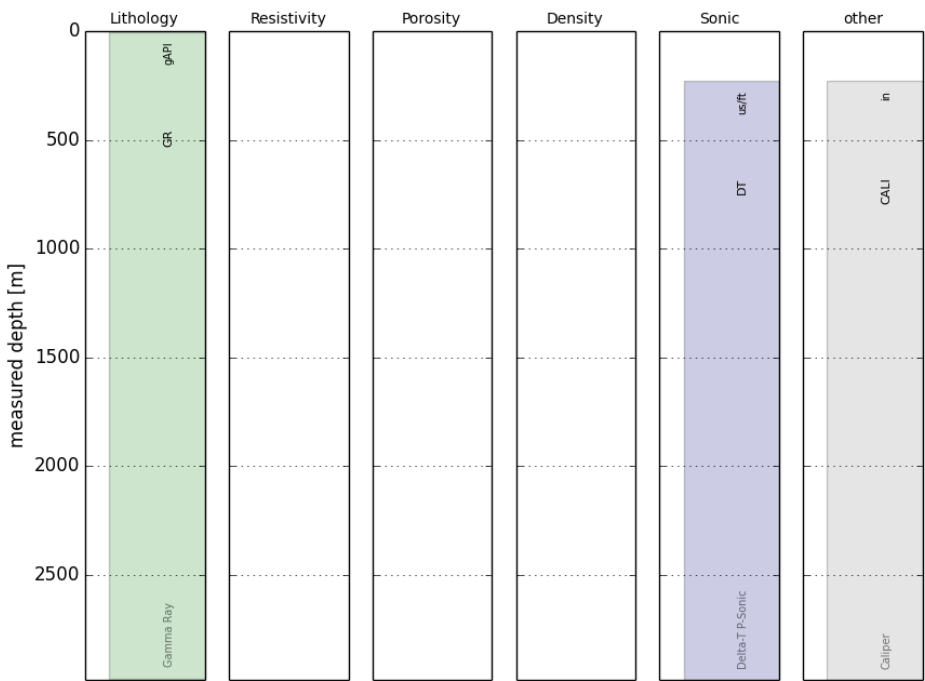 Lithology
Resistivity
Porosity
Density
Sonic
other
measured depth [m]
0
500
1000
1500
2000
2500
gAPI
GR
Gamma Ray
us/ft
DT
Delta-T P-Sonic
in
CALI
Caliper